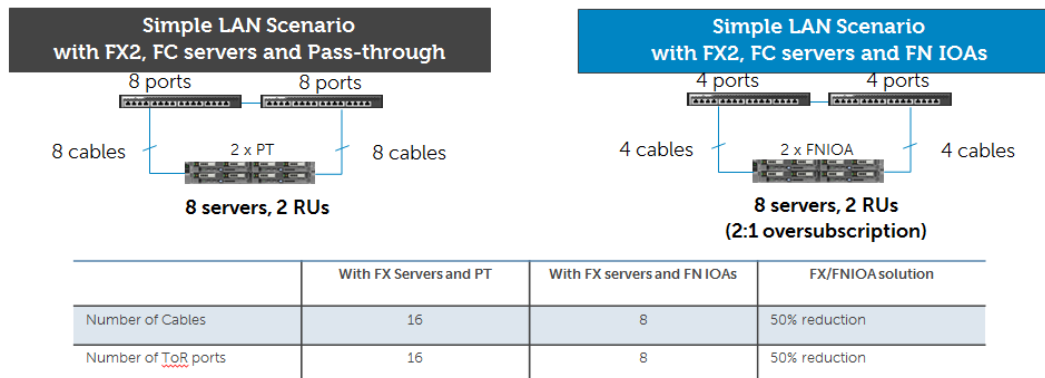 Simple LAN Scenario
with FX2, FC servers and Pass-through
8 ports
8 ports
8 cables
2 x PT
8 cables
8 servers, 2 RUs
Simple LAN Scenario
with FX2, FC servers and FN IOAs
4 ports
4 ports
4 cables
2 x FNIOA
4 cables
8 servers, 2 RUs
(2:1 oversubscription)
With FX Servers and PT
With FX servers and FN IOAs
FX/FNIOA solution
Number of Cables
16
8
50% reduction
Number of ToR ports
16
8
50% reduction